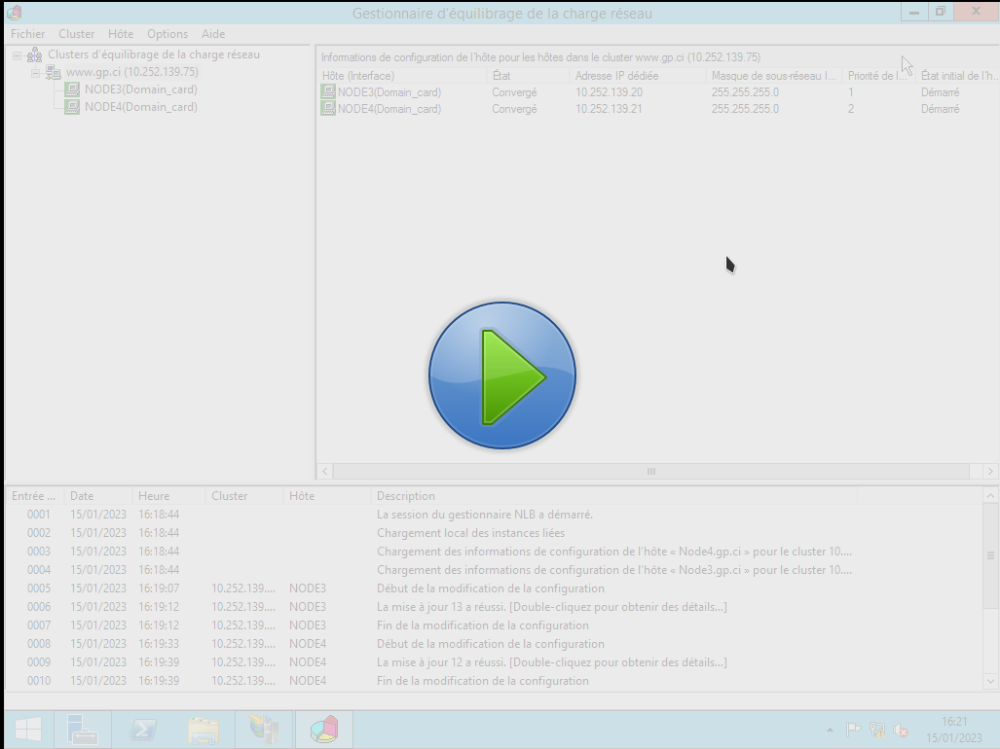 Gestionnaire d'équilibrage de la charge réseau
Fichier Cluster Hôte Options Aide
Clusters d'équilibrage de la charge réseau
www.gp.ci (10.252.139.75)
NODE3(Domain_card)
NODE4(Domain_card)
Informations de configuration de l'hôte pour les hôtes dans le cluster www.gp.ci (10.252.139.75)
Hôte (Interface) État Adresse IP dédiée Masque de sous-réseau I... Priorité de l... État initial de l'h...
NODE3(Domain_card) Convergé 10.252.139.20 255.255.255.0 1 Démarré
NODE4(Domain_card) Convergé 10.252.139.21 255.255.255.0 2 Démarré
Entrée ... Date Heure Cluster Hôte Description
0001 15/01/2023 16:18:44 La session du gestionnaire NLB a démarré.
0002 15/01/2023 16:18:44 Chargement local des instances liées
0003 15/01/2023 16:18:44 Chargement des informations de configuration de l'hôte « Node4.gp.ci » pour le cluster 10....
0004 15/01/2023 16:18:44 Chargement des informations de configuration de l'hôte « Node3.gp.ci » pour le cluster 10....
0005 15/01/2023 16:19:07 10.252.139.... NODE3 Début de la modification de la configuration
0006 15/01/2023 16:19:12 10.252.139.... NODE3 La mise à jour 13 a réussi. [Double-cliquez pour obtenir des détails...]
0007 15/01/2023 16:19:12 10.252.139.... NODE3 Fin de la modification de la configuration
0008 15/01/2023 16:19:33 10.252.139.... NODE4 Début de la modification de la configuration
0009 15/01/2023 16:19:39 10.252.139.... NODE4 La mise à jour 12 a réussi. [Double-cliquez pour obtenir des détails...]
0010 15/01/2023 16:19:39 10.252.139.... NODE4 Fin de la modification de la configuration
16:21
15/01/2023